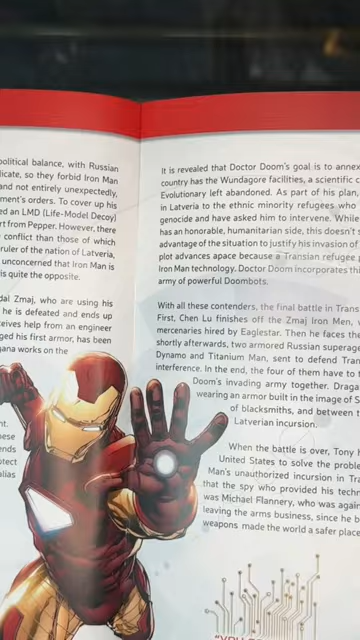 political balance, with Russian
so they forbid Iron Man
and not entirely unexpectedly,
ment's orders. To cover up his
ed an LMD (Life-Model Decoy)
rt from Pepper. However, there
conflict than those of which
ruler of the nation of Latveria,
unconcerned that Iron Man is
is quite the opposite.
dal Zmaj, who are using his
he is defeated and ends up
eives help from an engineer
ged his first armor, has been
gana works on the
nt.
ese
ends
otect
alias
It is revealed that Doctor Doom's goal is to annex
country has the Wundagore facilities, a scientific c
Evolutionary left abandoned. As part of his plan,
in Latveria to the ethnic minority refugees who
genocide and have asked him to intervene. While
has an honorable, humanitarian side, this doesn't s
advantage of the situation to justify his invasion of
plot advances apace because a Transian refugee p
Iron Man technology. Doctor Doom incorporates thi
army of powerful Doombots.
With all these contenders, the final battle in Trans
First, Chen Lu finishes off the Zmaj Iron Men, w
mercenaries hired by Eaglestar. Then he faces the
shortly afterwards, two armored Russian superage
Dynamo and Titanium Man, sent to defend Tran
interference. In the end, the four of them have to f
Doom's invading army together. Draga
wearing an armor built in the image of S
of blacksmiths, and between t
Latverian incursion.
When the battle is over, Tony h
United States to solve the problem
Man's unauthorized incursion in Tra
that the spy who provided his techn
was Michael Flannery, who was again
leaving the arms business, since he b
weapons made the world a safer place